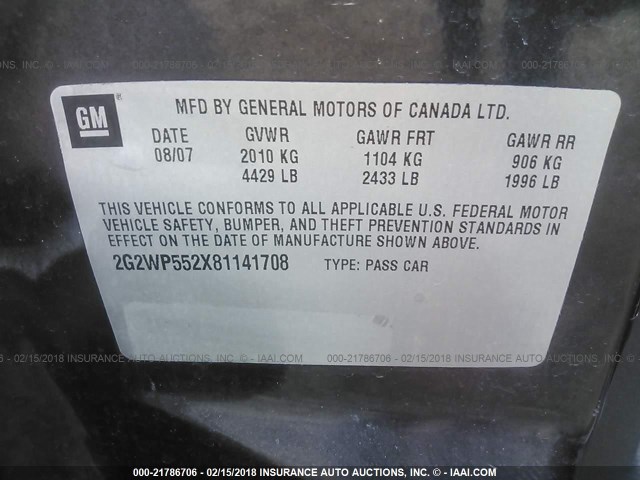 GM
MFD BY GENERAL MOTORS OF CANADA LTD.
DATE GVWR GAWR FRT GAWR RR
08/07 2010 KG 1104 KG 906 KG
4429 LB 2433 LB 1996 LB
THIS VEHICLE CONFORMS TO ALL APPLICABLE U.S. FEDERAL MOTOR
VEHICLE SAFETY, BUMPER, AND THEFT PREVENTION STANDARDS IN
EFFECT ON THE DATE OF MANUFACTURE SHOWN ABOVE.
2G2WP552X81141708 TYPE: PASS CAR
000-21786706 - 02/15/2018 INSURANCE AUTO AUCTIONS, INC. © - IAAI.COM